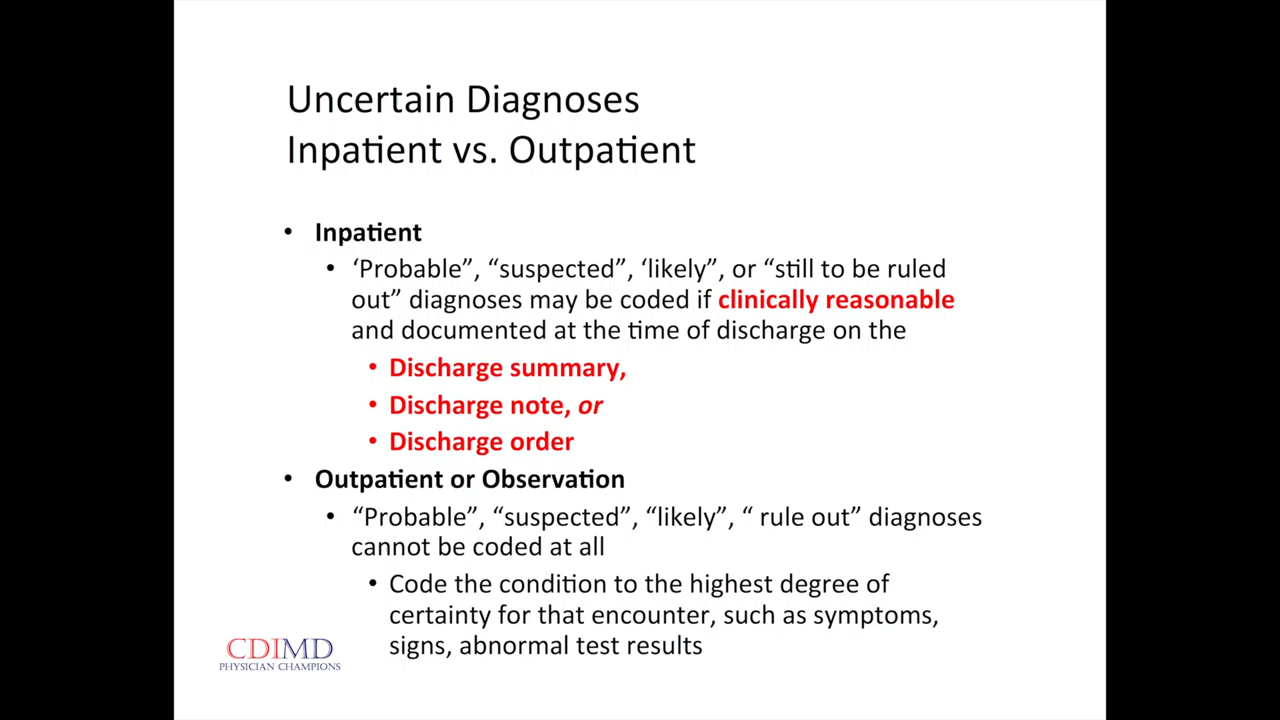 Uncertain Diagnoses
Inpatient vs. Outpatient
• Inpatient
• ‘Probable”, “suspected”, ‘likely”, or “still to be ruled
out” diagnoses may be coded if clinically reasonable
and documented at the time of discharge on the
• Discharge summary,
• Discharge note, or
• Discharge order
• Outpatient or Observation
• “Probable”, “suspected”, “likely”, “ rule out” diagnoses
cannot be coded at all
• Code the condition to the highest degree of
certainty for that encounter, such as symptoms,
signs, abnormal test results
CDIMD
PHYSICIAN CHAMPIONS